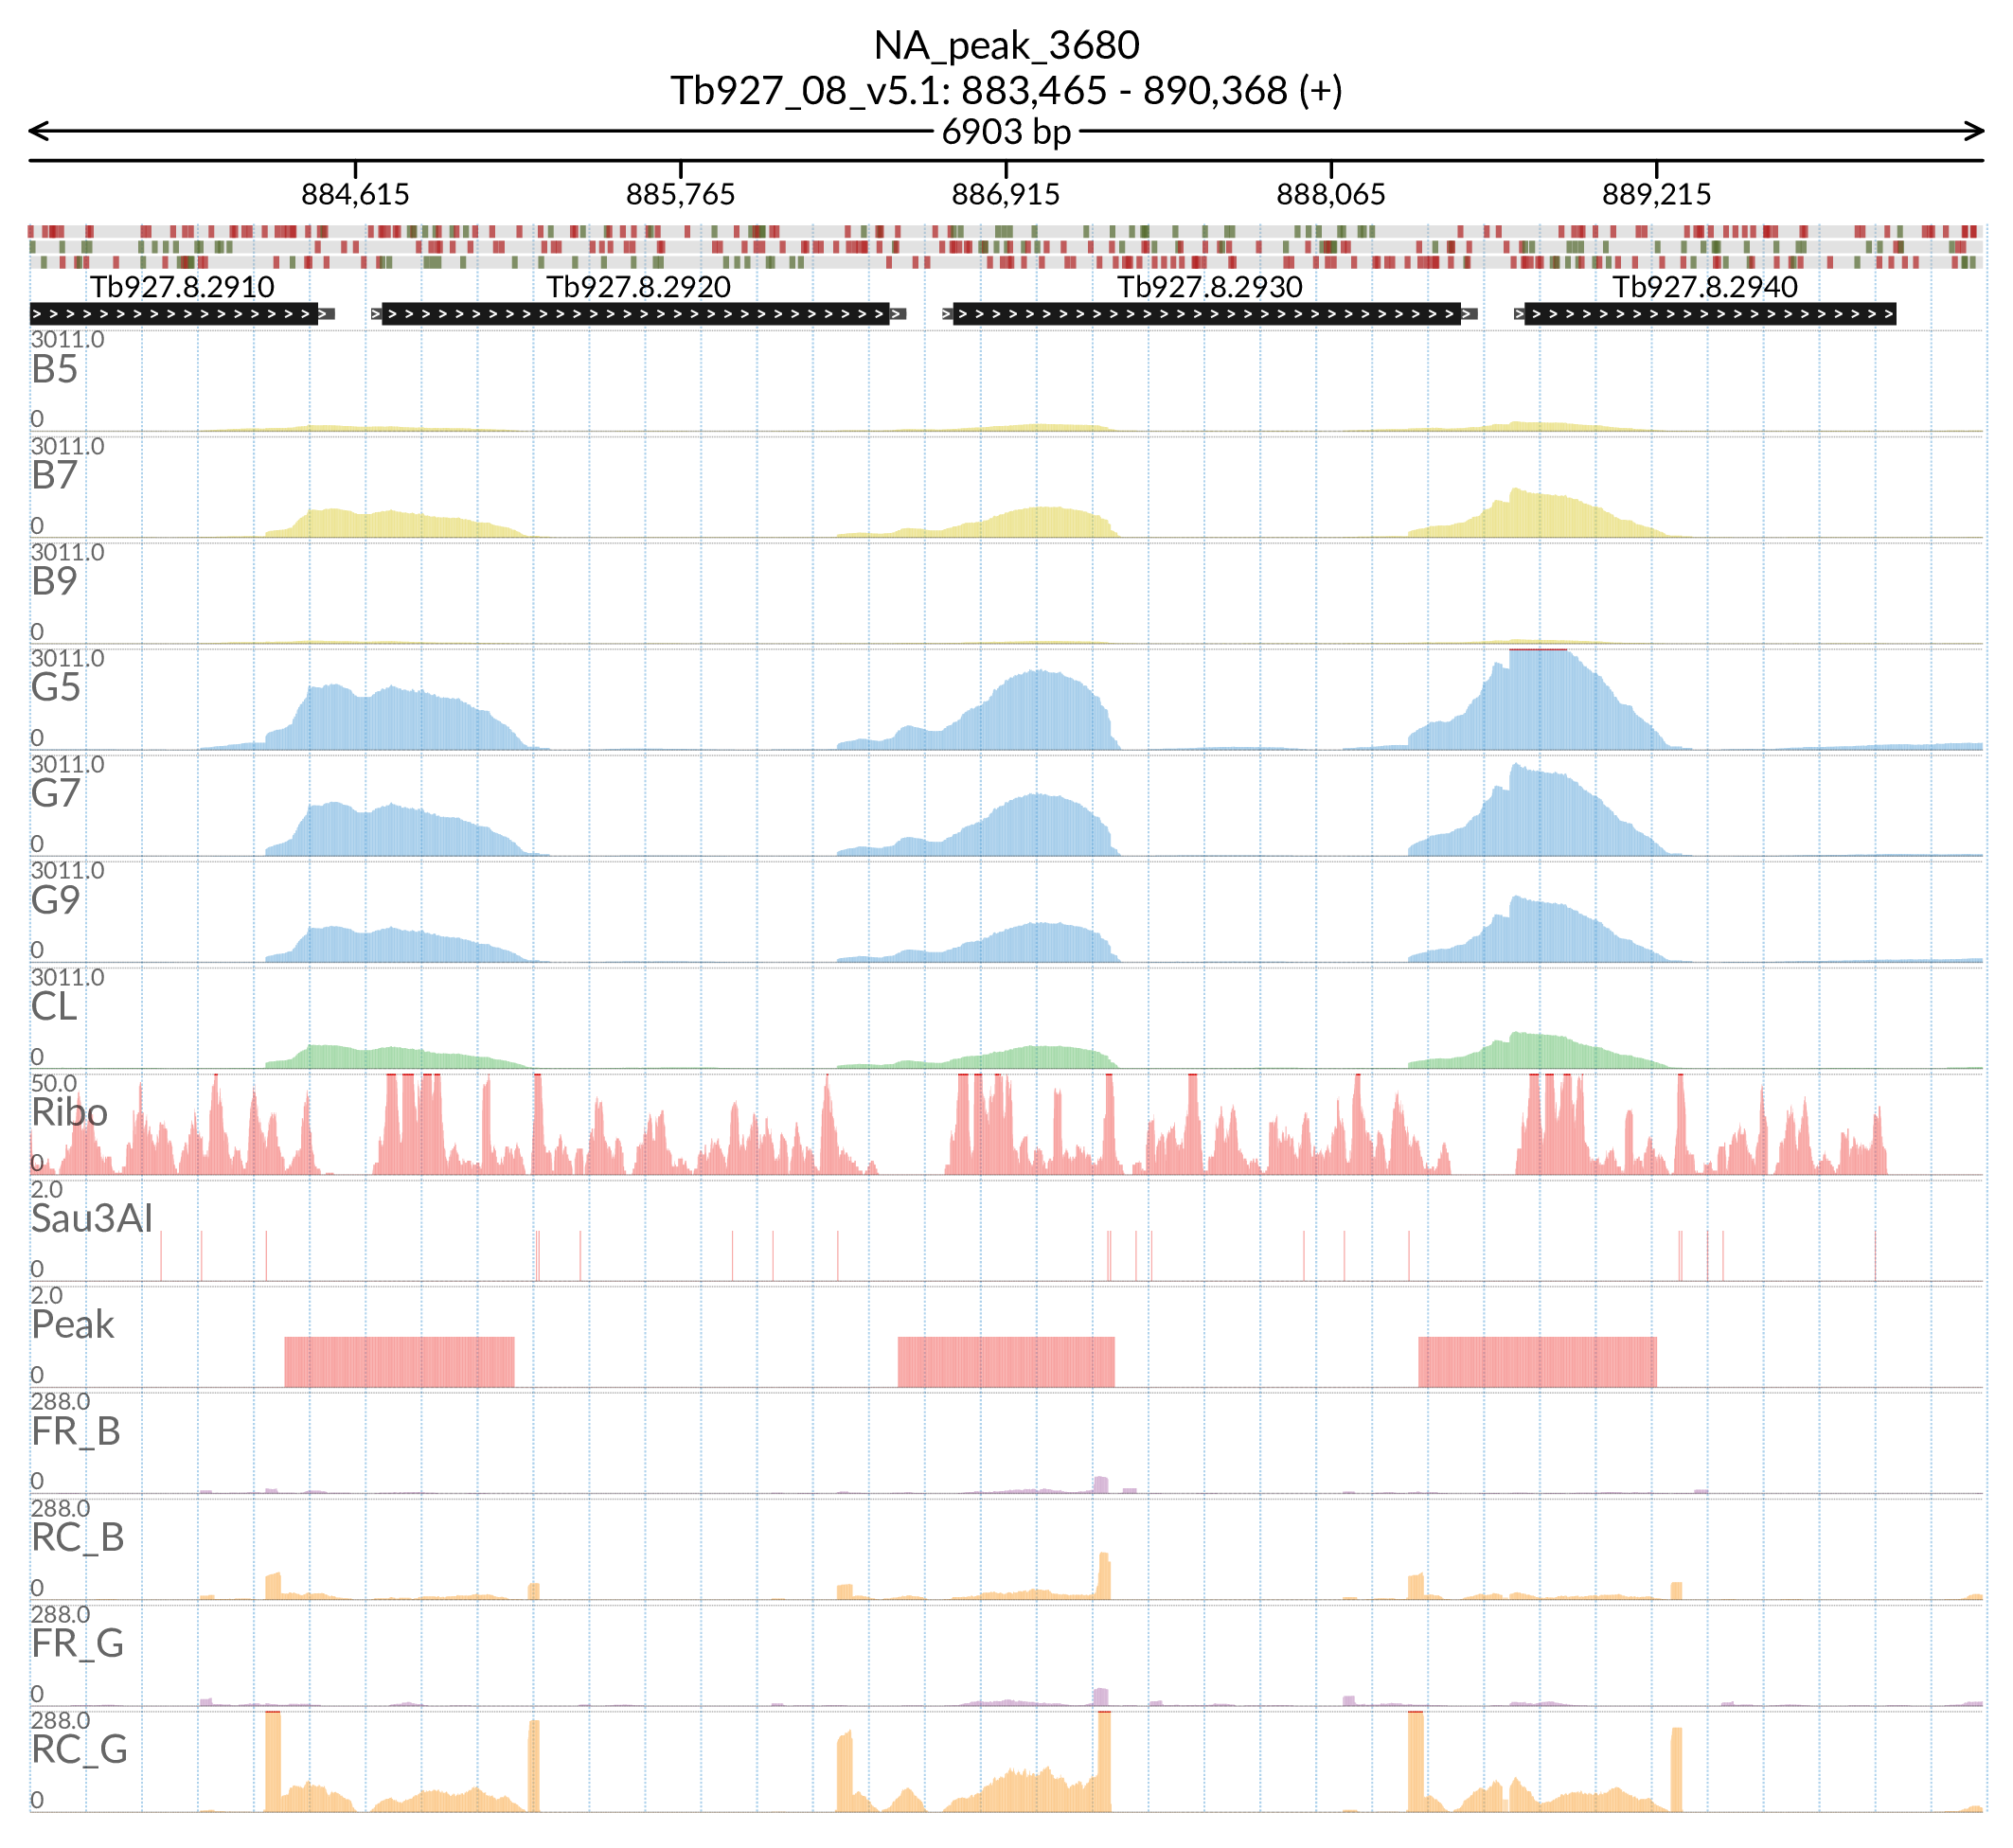 NA_peak_3680
Tb927_08_v5.1: 883,465 - 890,368 (+)
6903 bp
884,615 885,765 886,915 888,065 889,215
Tb927.8.2910 Tb927.8.2920 Tb927.8.2930 Tb927.8.2940
3011.0
B5
0
3011.0
B7
0
3011.0
B9
0
3011.0
G5
0
3011.0
G7
0
3011.0
G9
0
3011.0
CL
0
50.0
Ribo
0
2.0
Sau3AI
0
2.0
Peak
0
288.0
FR_B
0
288.0
RC_B
0
288.0
FR_G
0
288.0
RC_G
0